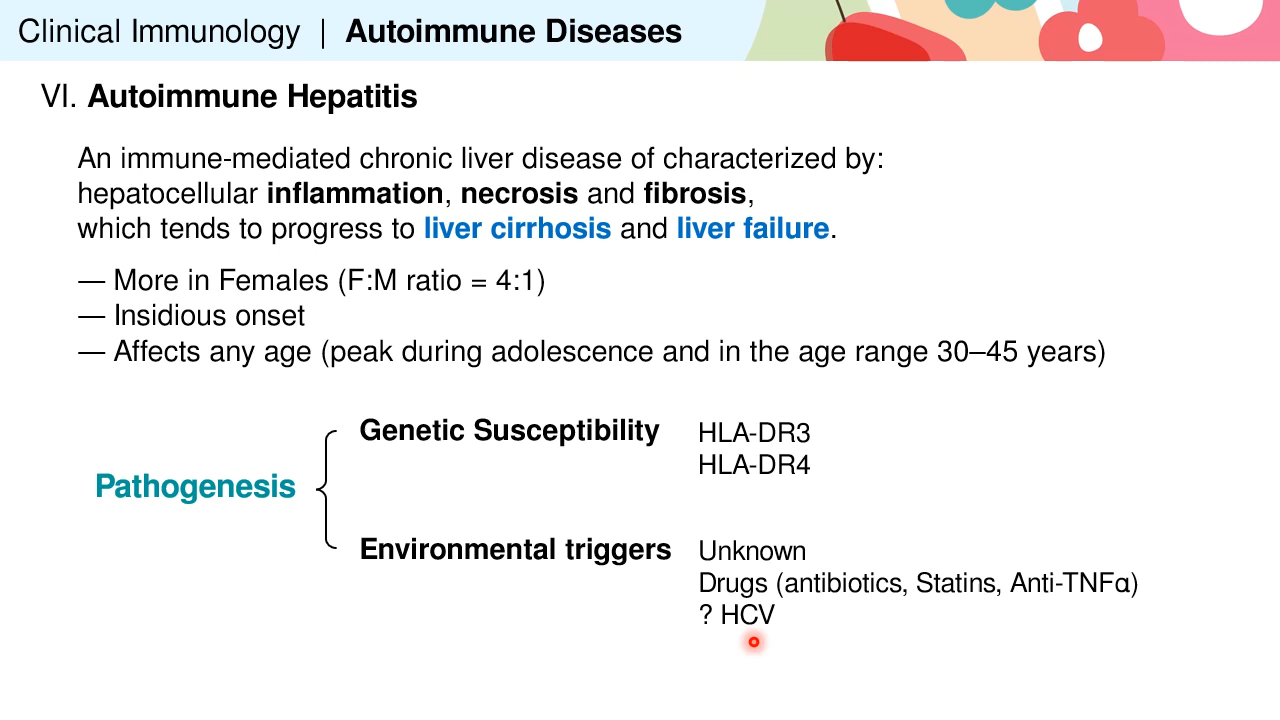 Clinical Immunology | Autoimmune Diseases
VI. Autoimmune Hepatitis
An immune-mediated chronic liver disease of characterized by:
hepatocellular inflammation, necrosis and fibrosis,
which tends to progress to liver cirrhosis and liver failure.
— More in Females (F:M ratio = 4:1)
— Insidious onset
— Affects any age (peak during adolescence and in the age range 30–45 years)
Pathogenesis
Genetic Susceptibility
HLA-DR3
HLA-DR4
Environmental triggers
Unknown
Drugs (antibiotics, Statins, Anti-TNFα)
? HCV